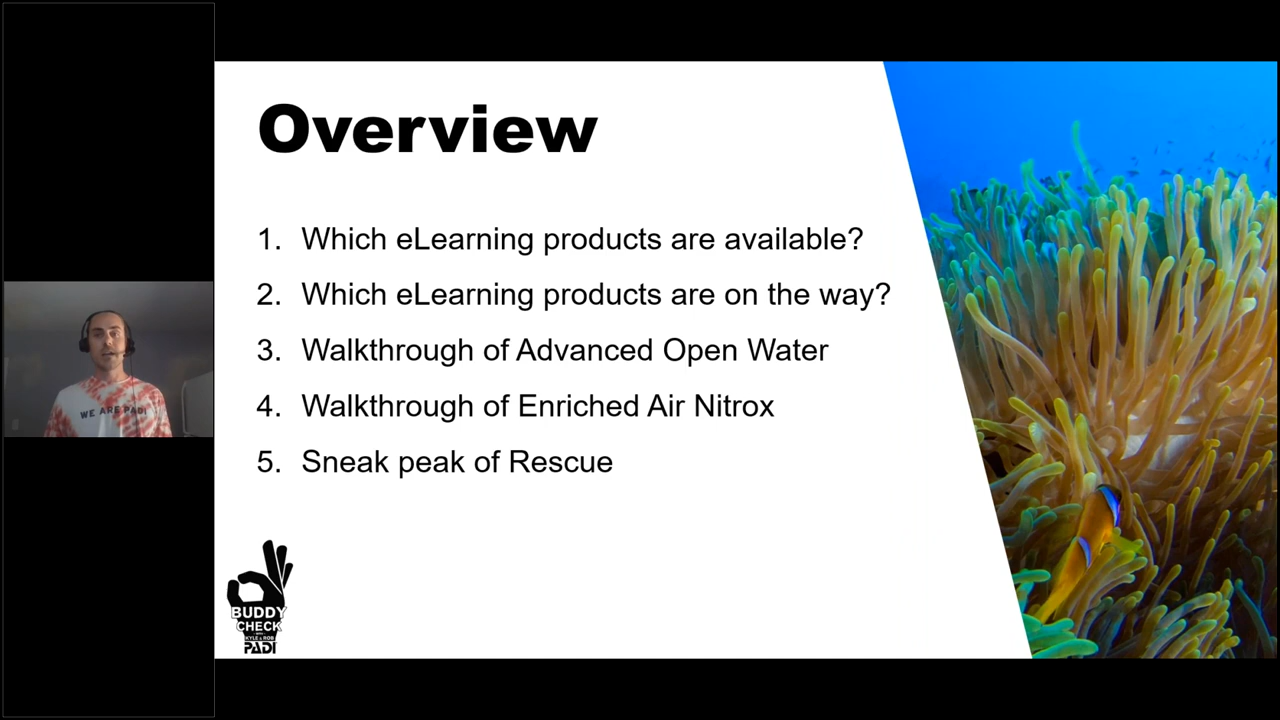 Overview
1. Which eLearning products are available?
2. Which eLearning products are on the way?
3. Walkthrough of Advanced Open Water
4. Walkthrough of Enriched Air Nitrox
5. Sneak peak of Rescue
WE ARE PADI
BUDDY
CHECK
WITH
KYLE & ROB
PADI